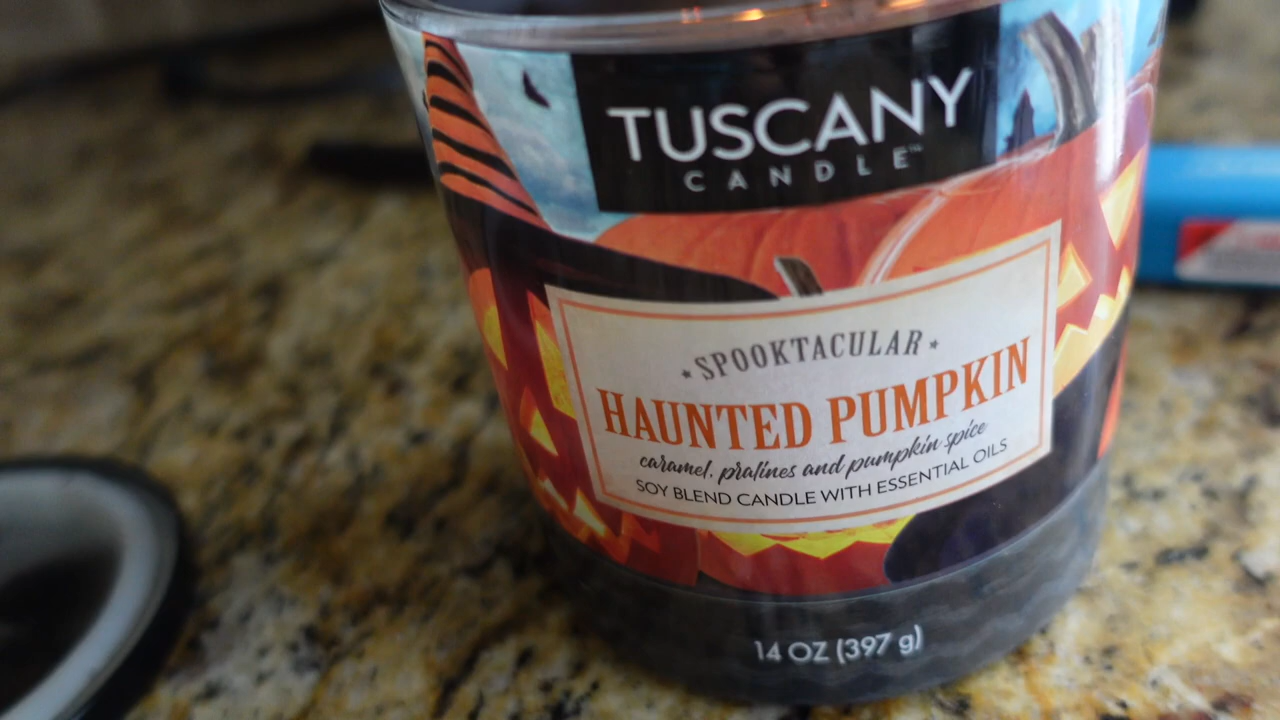 TUSCANY
CANDLE™
★ SPOOKTACULAR ★
HAUNTED PUMPKIN
caramel, pralines and pumpkin spice
SOY BLEND CANDLE WITH ESSENTIAL OILS
14 OZ (397 g)